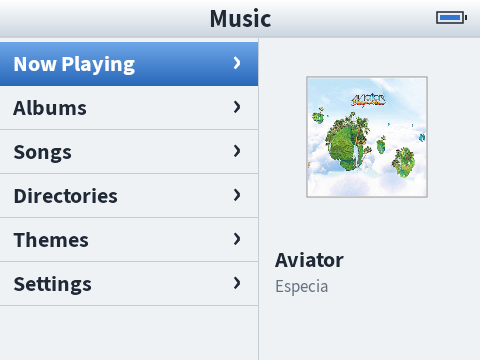 Music
Now Playing
Albums
Songs
Directories
Themes
Settings
Aviator
Especia